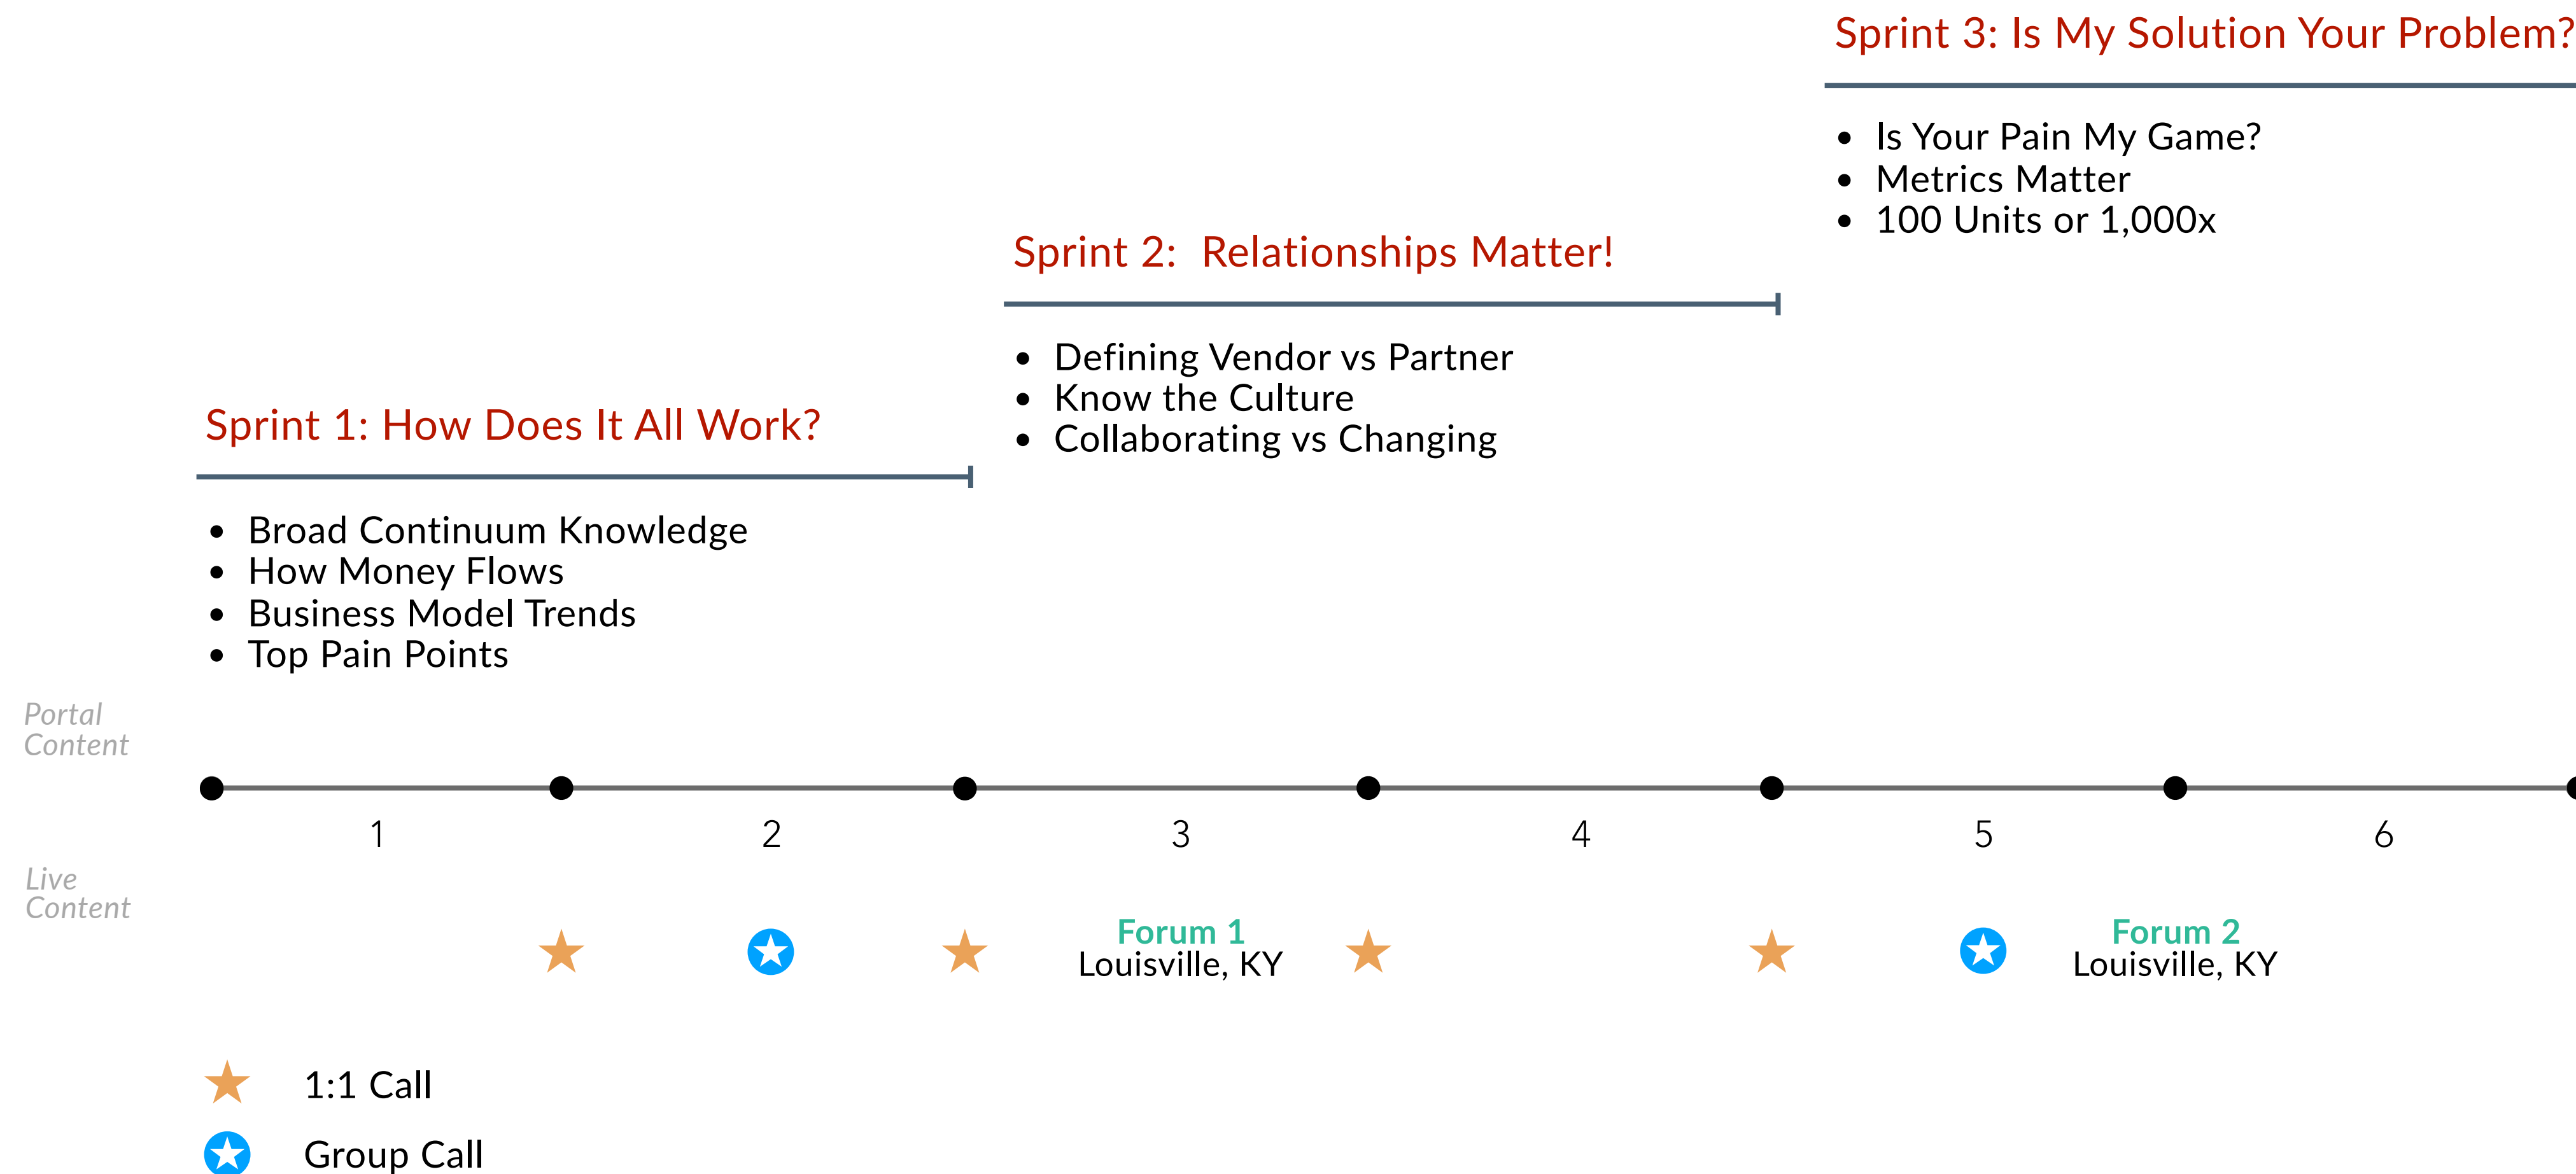 Sprint 3: Is My Solution Your Problem?
• Is Your Pain My Game?
• Metrics Matter
• 100 Units or 1,000x
Sprint 2:  Relationships Matter!
• Defining Vendor vs Partner
• Know the Culture
• Collaborating vs Changing
Sprint 1: How Does It All Work?
• Broad Continuum Knowledge
• How Money Flows
• Business Model Trends
• Top Pain Points
Portal
Content
1 2 3 4 5 6
Live
Content
Forum 1
Louisville, KY
Forum 2
Louisville, KY
1:1 Call
Group Call